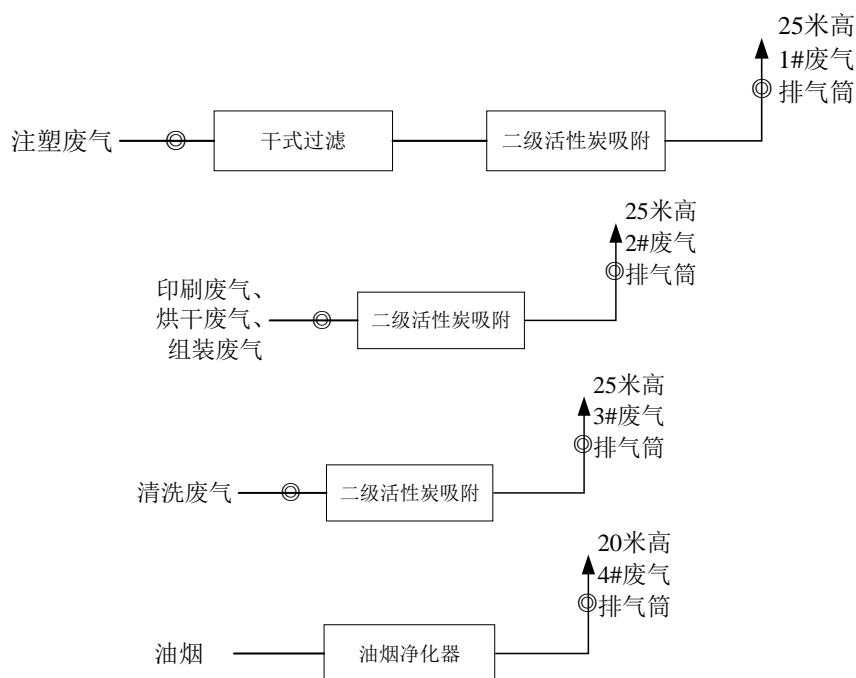 25米高
1#废气
排气筒
注塑废气
干式过滤
二级活性炭吸附
25米高
2#废气
排气筒
印刷废气、
烘干废气、
组装废气
二级活性炭吸附
25米高
3#废气
排气筒
清洗废气
二级活性炭吸附
20米高
4#废气
排气筒
油烟
油烟净化器